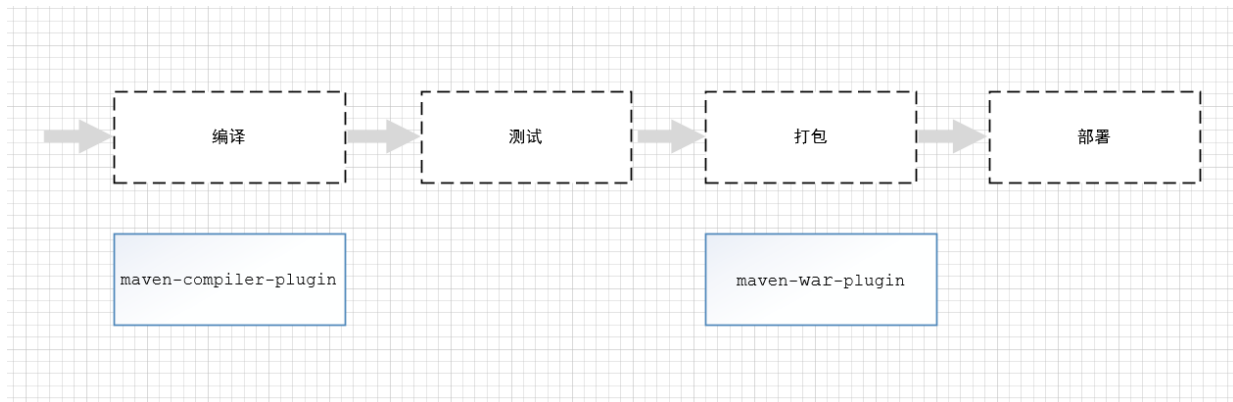 编译
测试
打包
部署
maven-compiler-plugin
maven-war-plugin